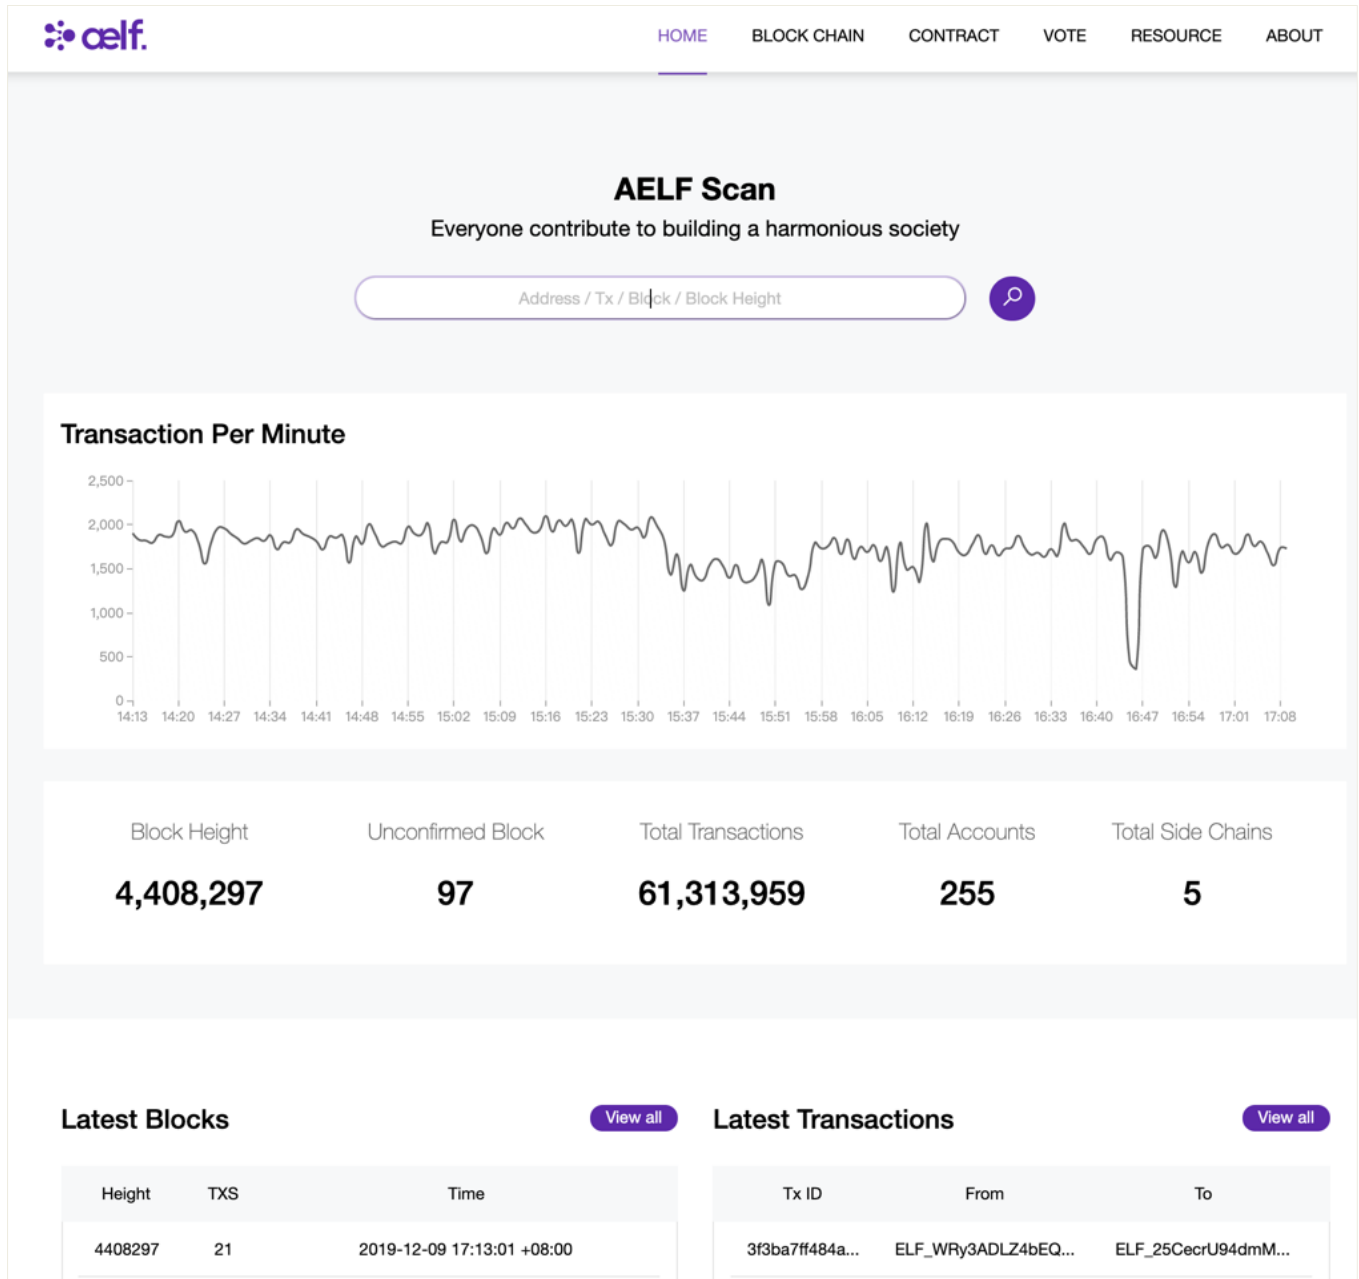 aelf.
HOME BLOCK CHAIN CONTRACT VOTE RESOURCE ABOUT
AELF Scan
Everyone contribute to building a harmonious society
Address / Tx / Block / Block Height
Transaction Per Minute
2,500
2,000
1,500
1,000
500
0
14:13 14:20 14:27 14:34 14:41 14:48 14:55 15:02 15:09 15:16 15:23 15:30 15:37 15:44 15:51 15:58 16:05 16:12 16:19 16:26 16:33 16:40 16:47 16:54 17:01 17:08
Block Height Unconfirmed Block Total Transactions Total Accounts Total Side Chains
4,408,297 97 61,313,959 255 5
Latest Blocks View all Latest Transactions View all
Height TXS Time Tx ID From To
4408297 21 2019-12-09 17:13:01 +08:00 3f3ba7ff484a... ELF_WRy3ADLZ4bEQ... ELF_25CecrU94dmM...